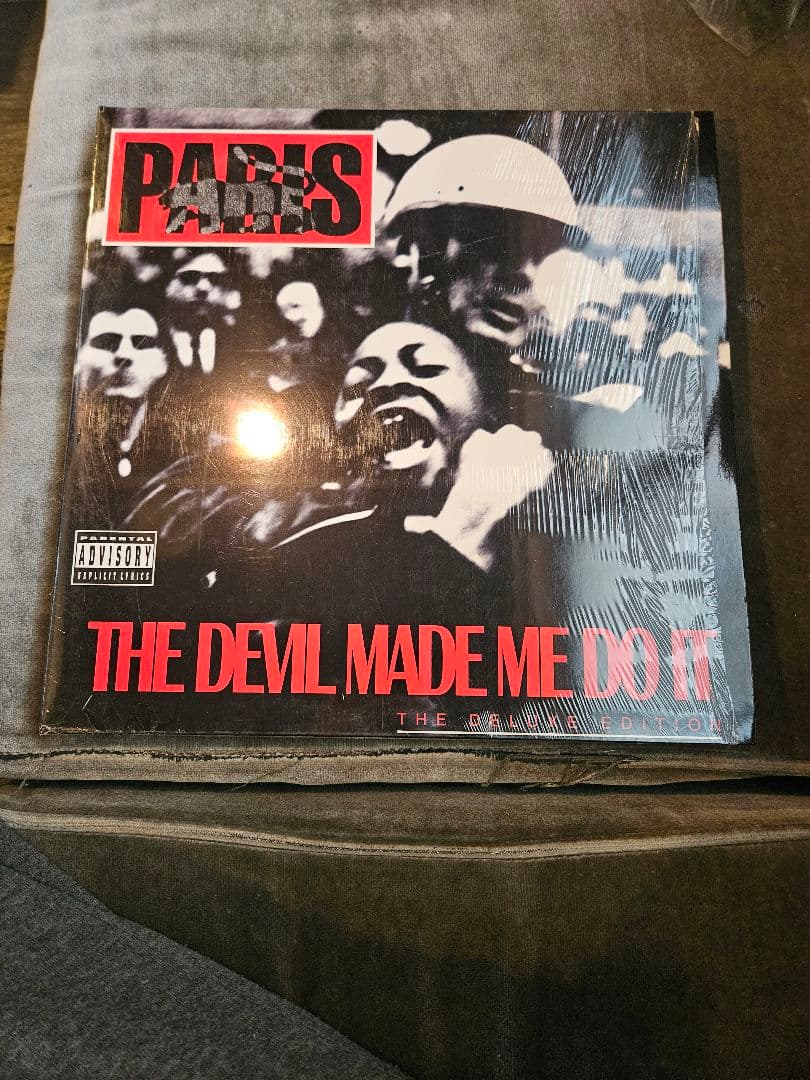 PARIS
PARENTAL
ADVISORY
EXPLICIT LYRICS
THE DEVIL MADE ME DO IT
THE DELUXE EDITION